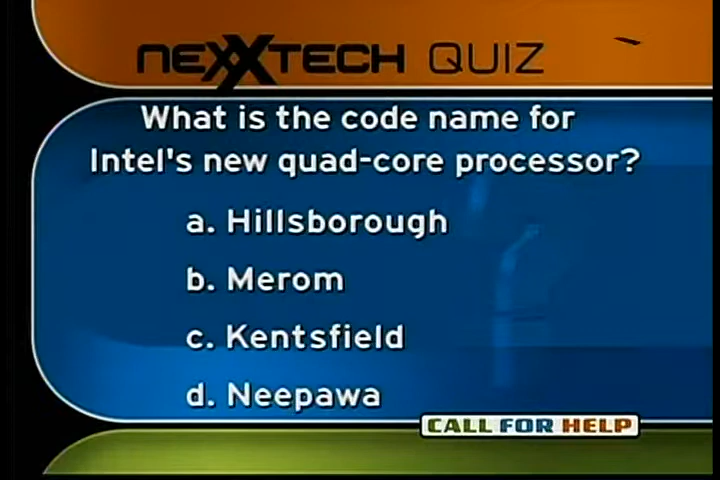 NEXXTECH QUIZ
What is the code name for
Intel's new quad-core processor?
a. Hillsborough
b. Merom
c. Kentsfield
d. Neepawa
CALL FOR HELP